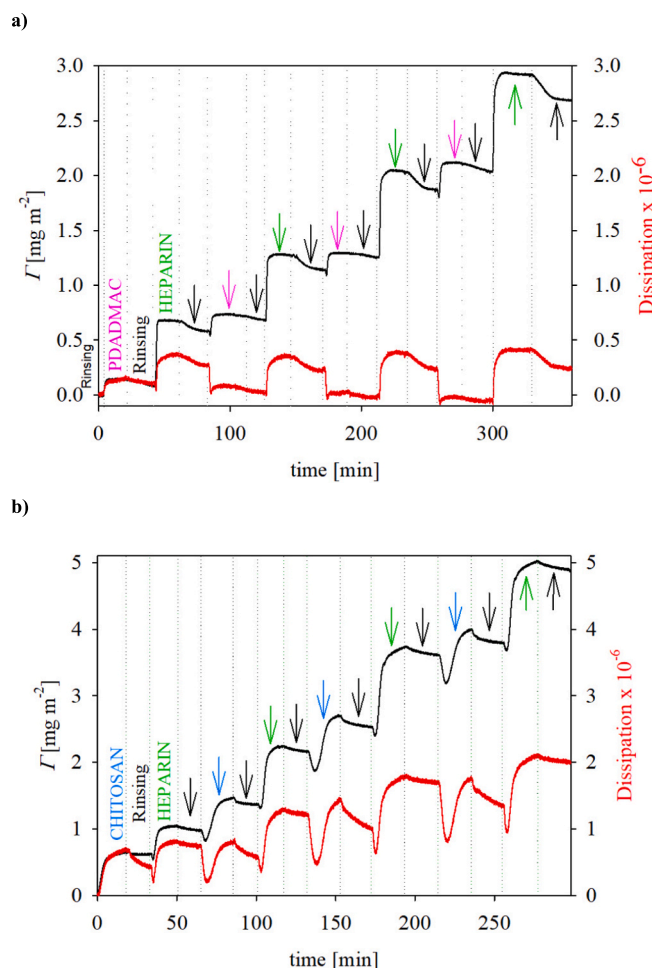 a)
3.0
2.5
2.0
1.5
1.0
0.5
0.0
Γ [mg m-2]
Rinsing
PDADMAC
Rinsing
HEPARIN
3.0
2.5
2.0
1.5
1.0
0.5
0.0
Dissipation x 10-6
0
100
200
300
time [min]
b)
5
4
3
2
1
0
Γ [mg m-2]
CHITOSAN
Rinsing
HEPARIN
5
4
3
2
1
0
Dissipation x 10-6
0
50
100
150
200
250
time [min]